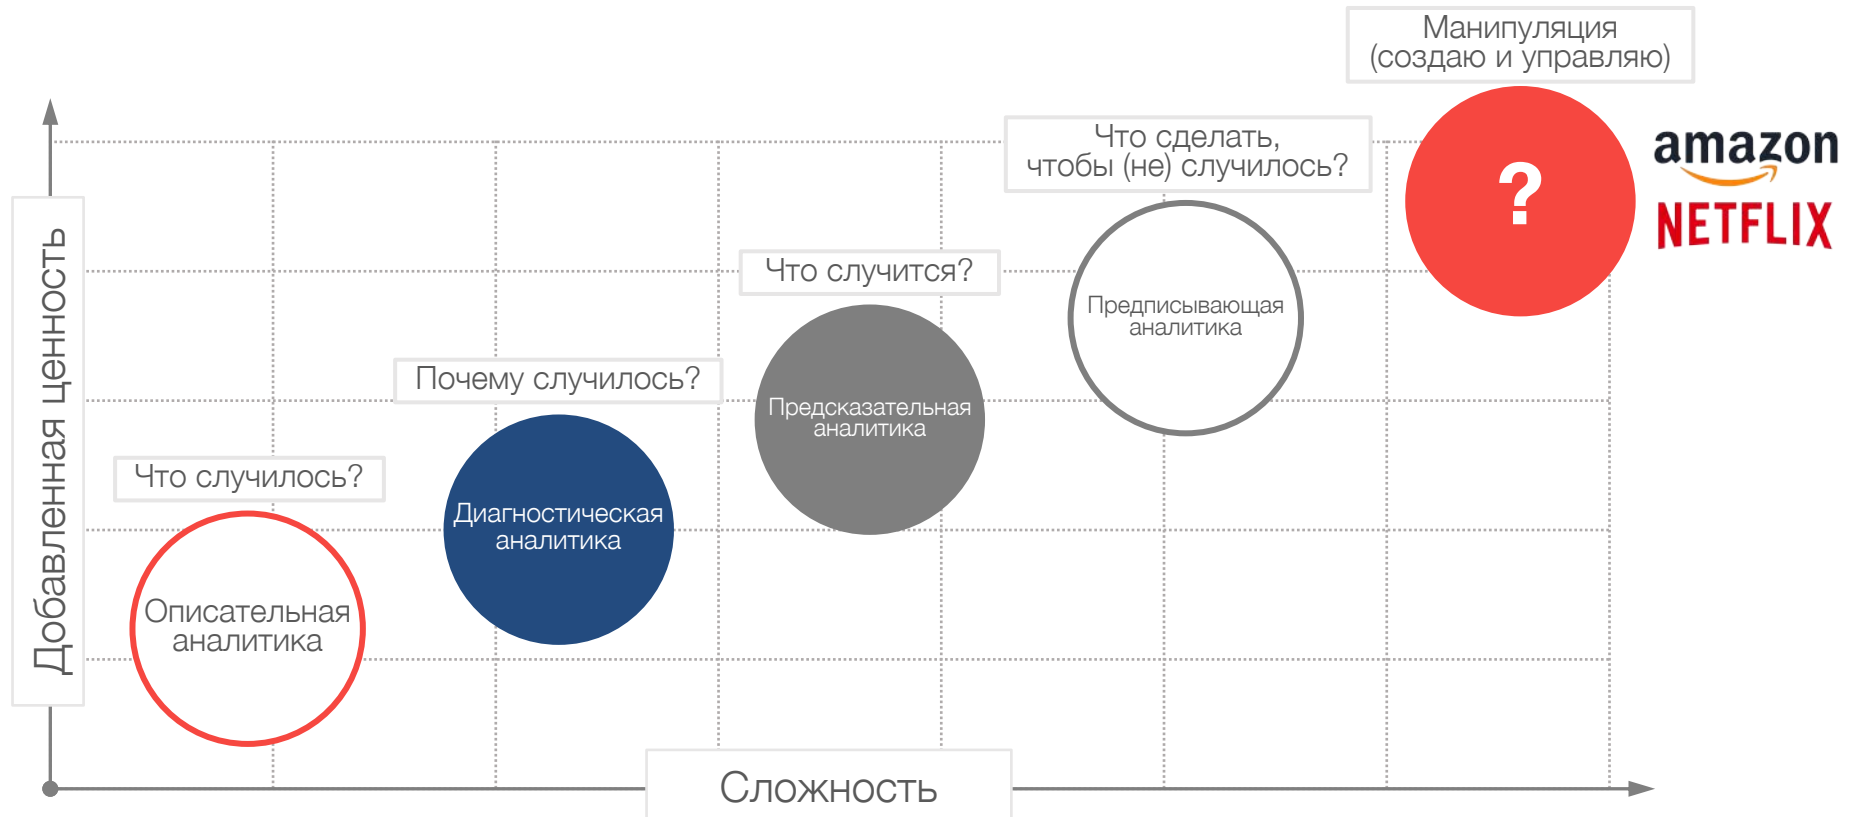 Манипуляция
(создаю и управляю)
amazon
NETFLIX
?
Что сделать,
чтобы (не) случилось?
Предписывающая
аналитика
Что случится?
Предсказательная
аналитика
Почему случилось?
Диагностическая
аналитика
Что случилось?
Описательная
аналитика
Добавленная ценность
Сложность